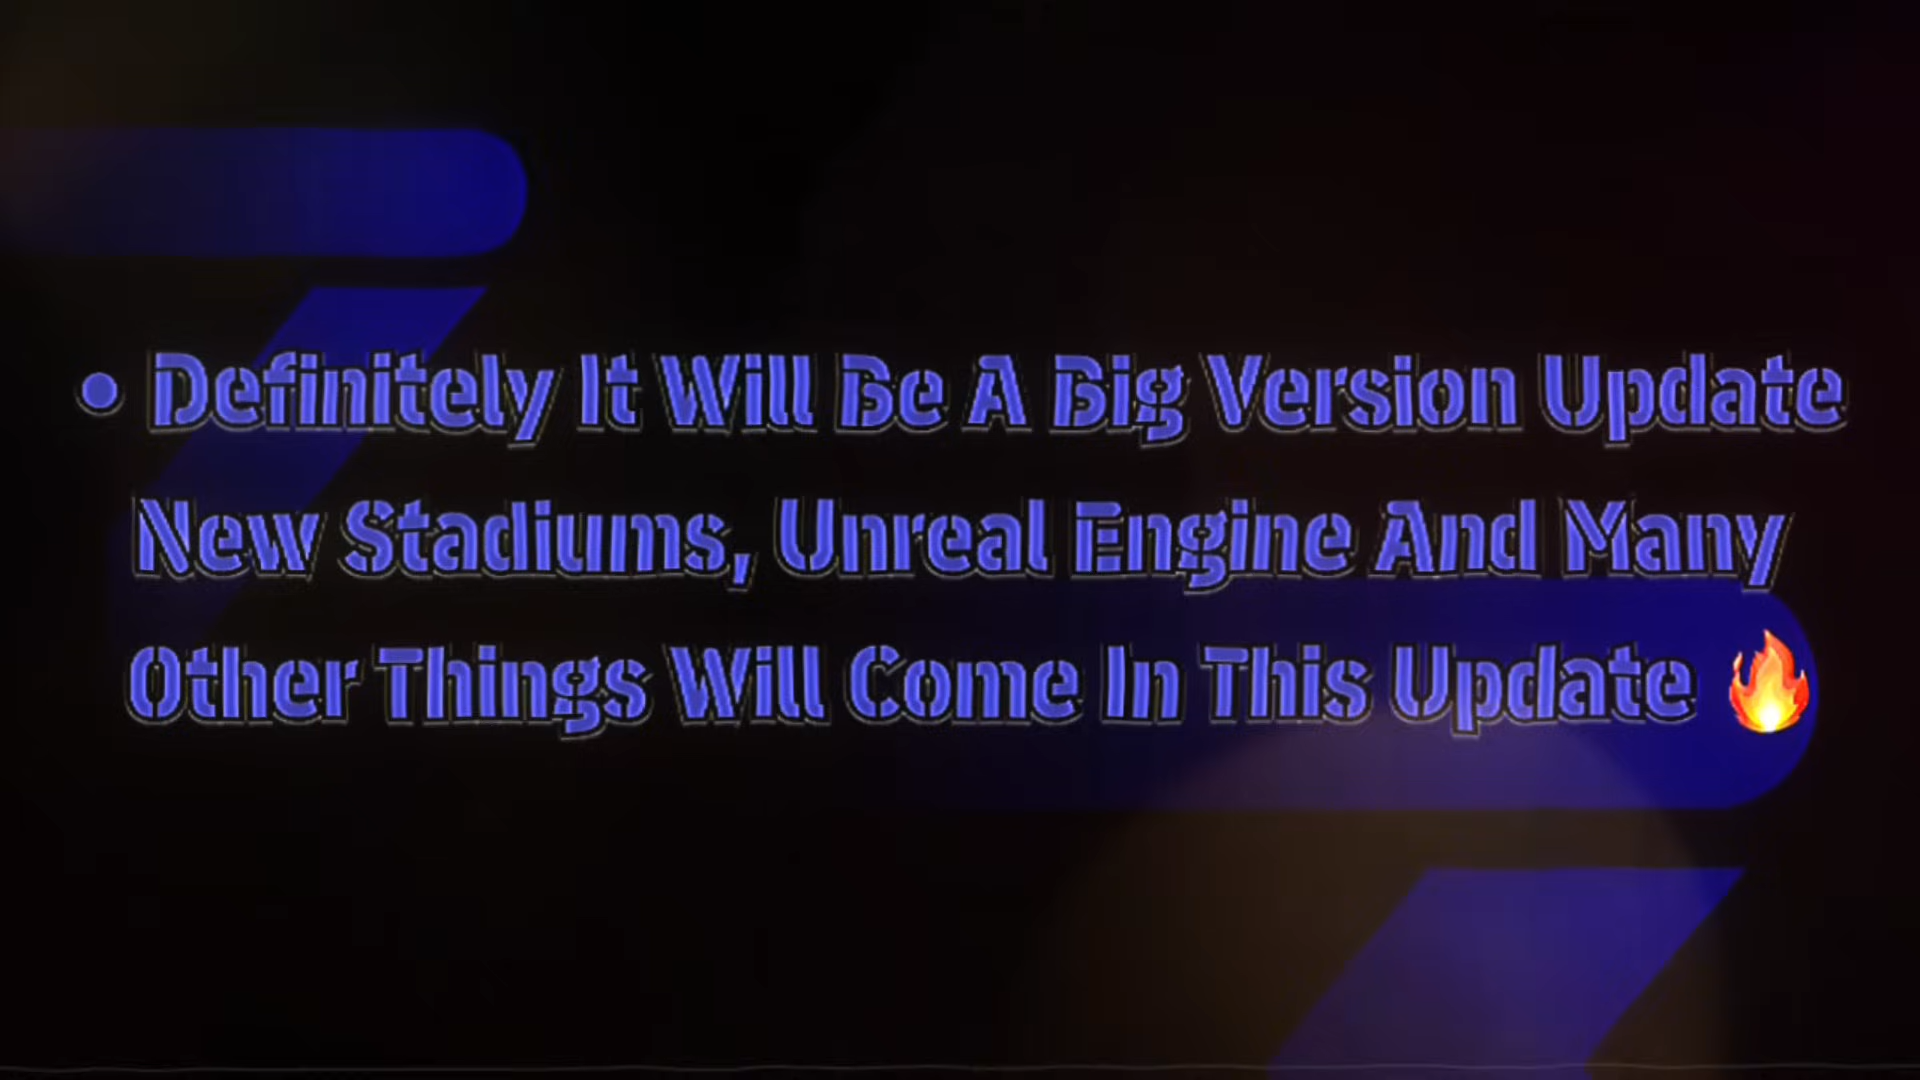 • Definitely It Will Be A Big Version Update
New Stadiums, Unreal Engine And Many
Other Things Will Come In This Update 🔥